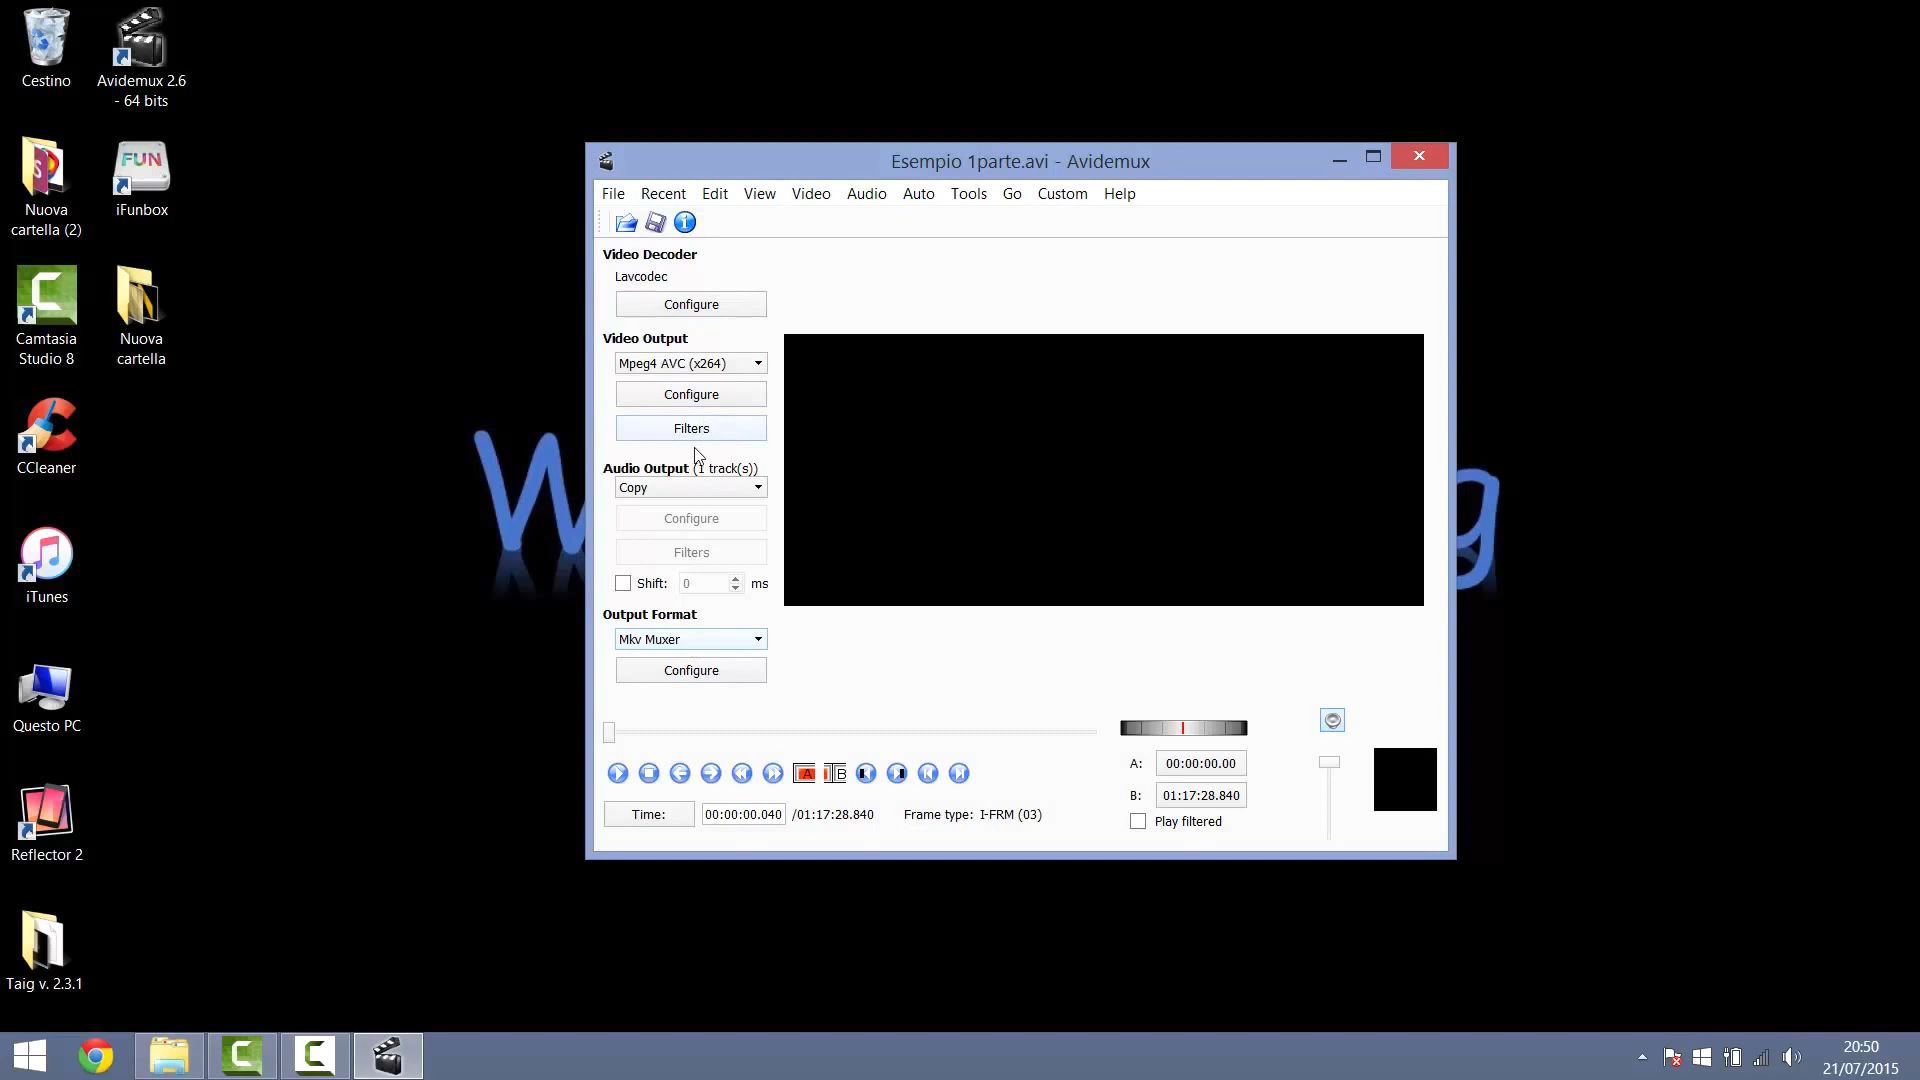 Cestino
Avidemux 2.6
- 64 bits
Nuova
cartella (2)
FUN
iFunbox
Camtasia
Studio 8
Nuova
cartella
CCleaner
iTunes
Questo PC
Reflector 2
Taig v. 2.3.1
Esempio 1parte.avi - Avidemux
File Recent Edit View Video Audio Auto Tools Go Custom Help
Video Decoder
Lavcodec
Configure
Video Output
Mpeg4 AVC (x264)
Configure
Filters
Audio Output (1 track(s))
Copy
Configure
Filters
Shift: 0 ms
Output Format
Mkv Muxer
Configure
A B
Time: 00:00:00.040 /01:17:28.840 Frame type: I-FRM (03)
A: 00:00:00.00
B: 01:17:28.840
Play filtered
20:50
21/07/2015